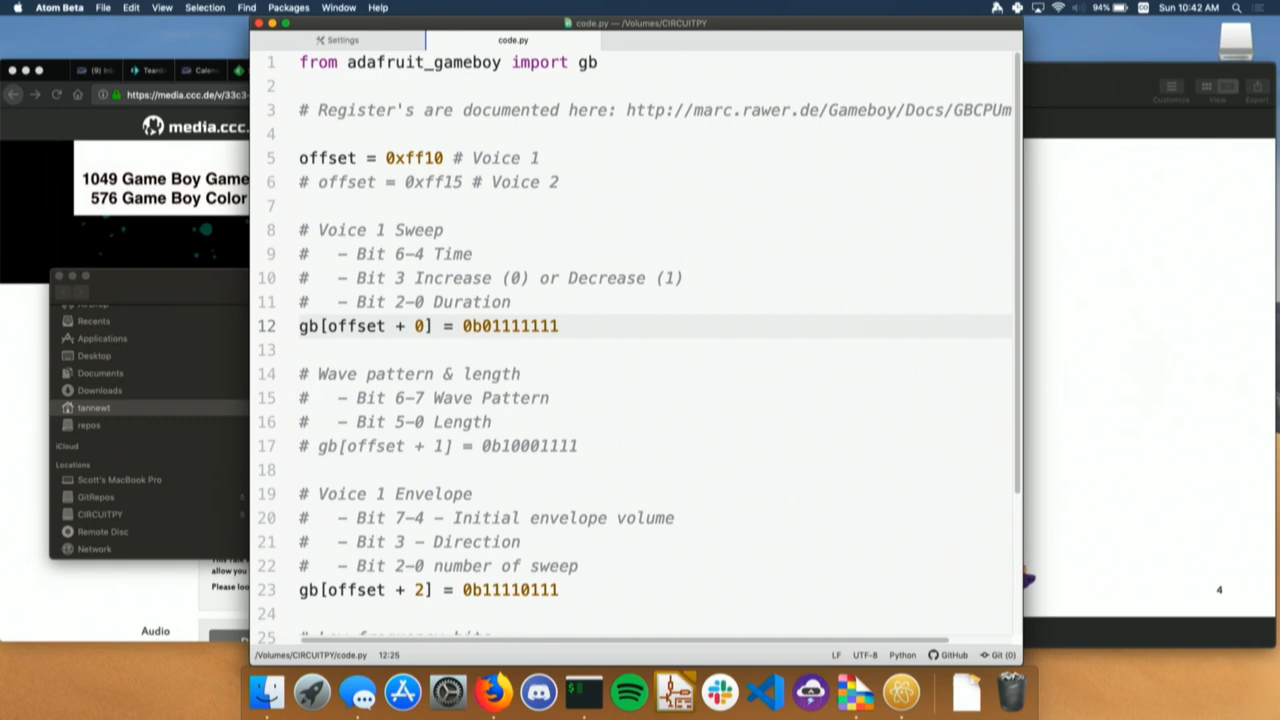 Atom Beta File Edit View Selection Find Packages Window Help
94% Sun 10:42 AM
code.py — /Volumes/CIRCUITPY
Settings
code.py
1 from adafruit_gameboy import gb
2
3 # Register's are documented here: http://marc.rawer.de/Gameboy/Docs/GBCPUm
4
5 offset = 0xff10 # Voice 1
6 # offset = 0xff15 # Voice 2
7
8 # Voice 1 Sweep
9 #   - Bit 6-4 Time
10 #   - Bit 3 Increase (0) or Decrease (1)
11 #   - Bit 2-0 Duration
12 gb[offset + 0] = 0b01111111
13
14 # Wave pattern & length
15 #   - Bit 6-7 Wave Pattern
16 #   - Bit 5-0 Length
17 # gb[offset + 1] = 0b10001111
18
19 # Voice 1 Envelope
20 #   - Bit 7-4 - Initial envelope volume
21 #   - Bit 3 - Direction
22 #   - Bit 2-0 number of sweep
23 gb[offset + 2] = 0b11110111
24
25
/Volumes/CIRCUITPY/code.py 12:25
LF UTF-8 Python GitHub Git (0)
(9) Teard Calen
https://media.ccc.de/v/33c3-
media.ccc.
1049 Game Boy Game
576 Game Boy Color
Recents
Applications
Desktop
Documents
Downloads
tannewt
repos
iCloud
Locations
Scott's MacBook Pro
GitRepos
CIRCUITPY
Remote Disc
Network
allow you
Please loo
Audio
Customize View Export
4